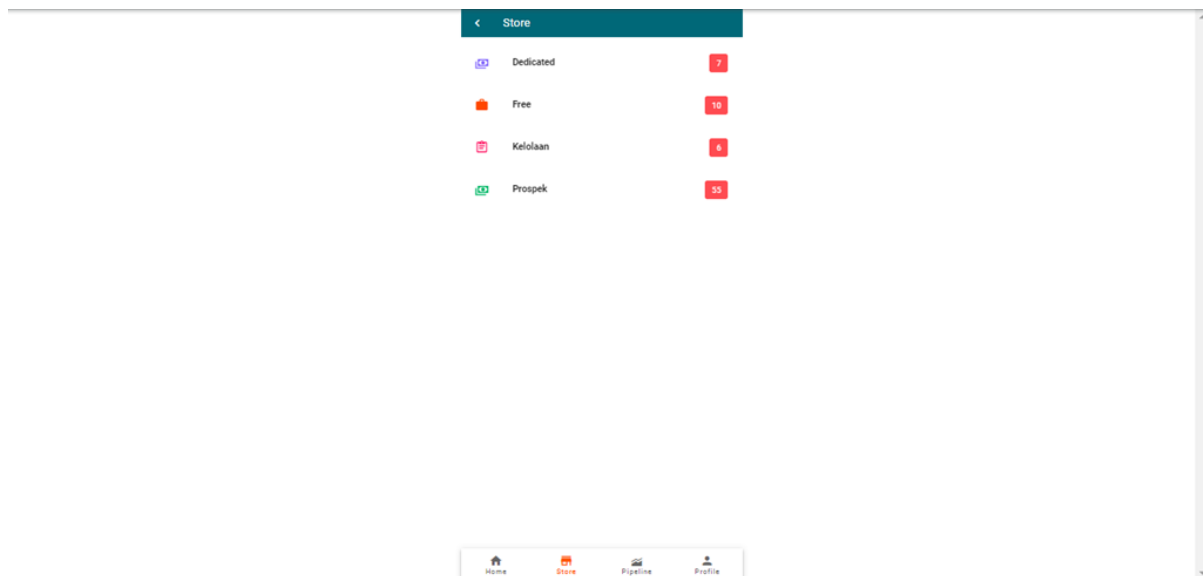 Store
Dedicated 7
Free 10
Kelolaan 6
Prospek 55
Home Store Pipeline Profile